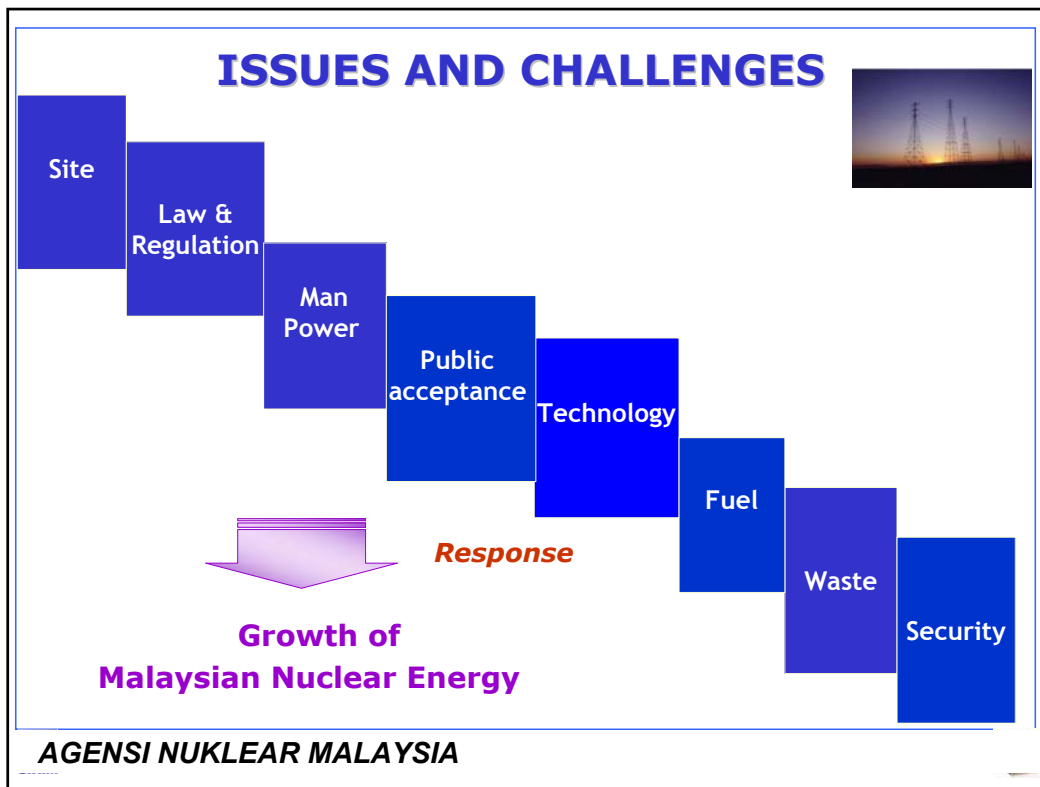 ISSUES AND CHALLENGES
Site
Law &
Regulation
Man
Power
Public
acceptance
Technology
Fuel
Waste
Security
Response
Growth of
Malaysian Nuclear Energy
AGENSI NUKLEAR MALAYSIA